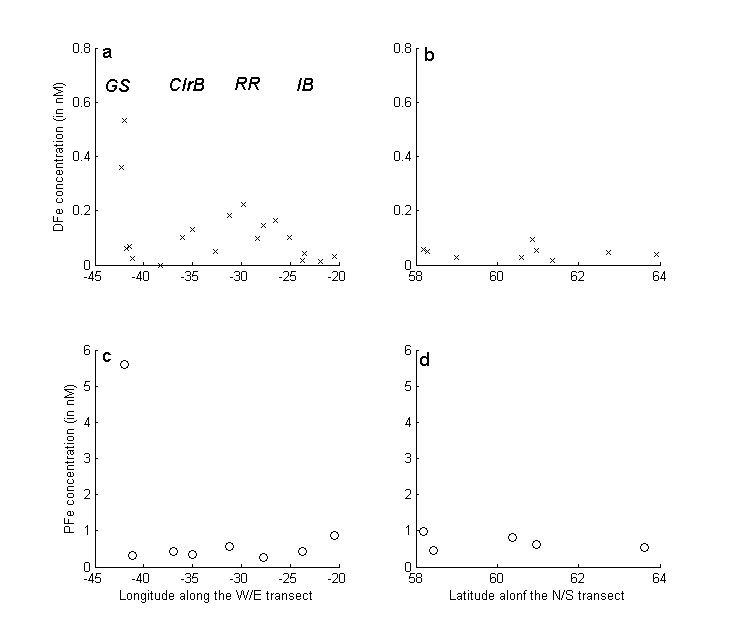 a
GS CIrB RR IB
DFe concentration (in nM)
0.8
0.6
0.4
0.2
0
-45 -40 -35 -30 -25 -20
b
0.8
0.6
0.4
0.2
0
58 60 62 64
c
PFe concentration (in nM)
6
5
4
3
2
1
0
-45 -40 -35 -30 -25 -20
Longitude along the W/E transect
d
6
5
4
3
2
1
0
58 60 62 64
Latitude alonf the N/S transect